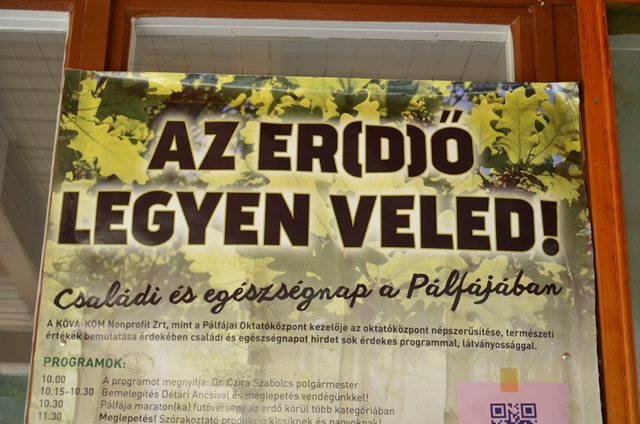 AZ ER(D)Ő
LEGYEN VELED!
Családi és egészségnap a Pálfájában
A KÖVA-KOM Nonprofit Zrt, mint a Pálfájai Oktatóközpont kezelője az oktatóközpont népszerűsítése, természeti
értékek bemutatása érdekében családi és egészségnapot hirdet sok érdekes programmal, látványossággal.
PROGRAMOK:
10.00 A programot megnyitja: Dr. Czira Szabolcs polgármester
10.15-10.30 Bemelegítés Détári Ancsival és meglepetés vendégünkkel!
10.30 Pálfája maraton(ka) futóverseny az erdő körül több kategóriában
11.30 Meglepetés! Szórakoztató produkció kicsiknek és nagyoknak!